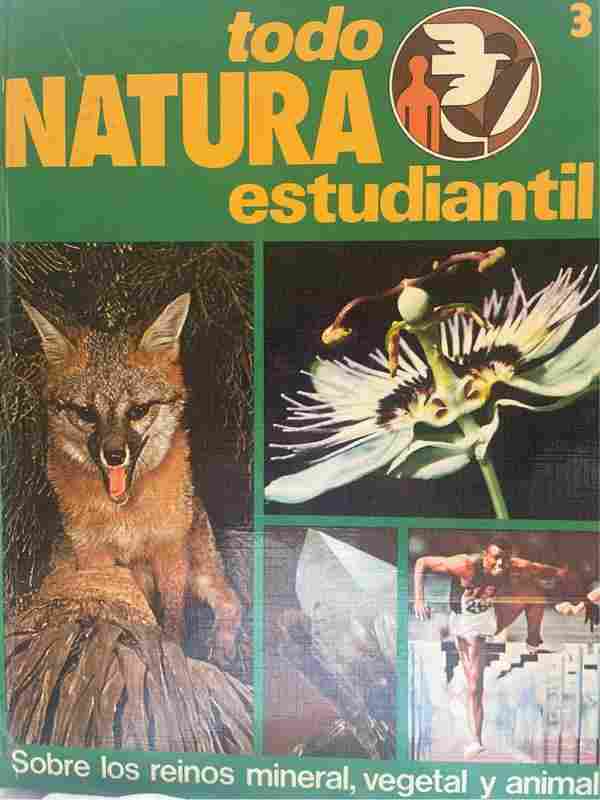 3
todo
NATURA
estudiantil
Sobre los reinos mineral, vegetal y animal